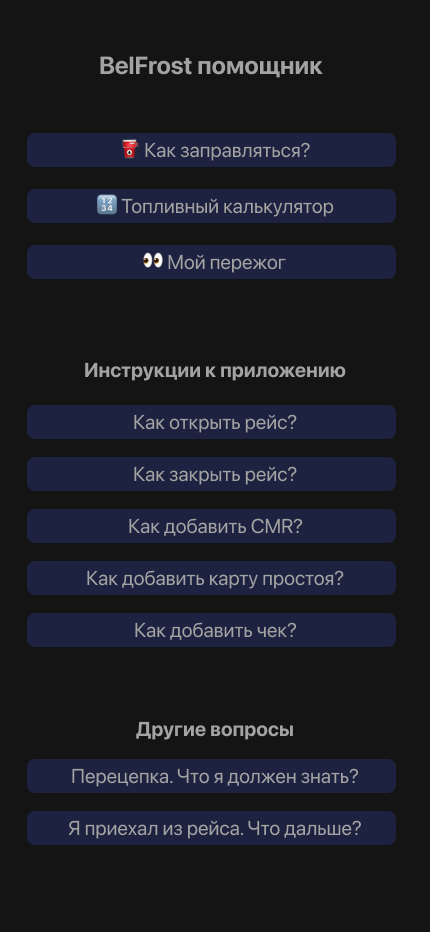 BelFrost помощник
Как заправляться?
Топливный калькулятор
Мой пережог
Инструкции к приложению
Как открыть рейс?
Как закрыть рейс?
Как добавить CMR?
Как добавить карту простоя?
Как добавить чек?
Другие вопросы
Перецепка. Что я должен знать?
Я приехал из рейса. Что дальше?